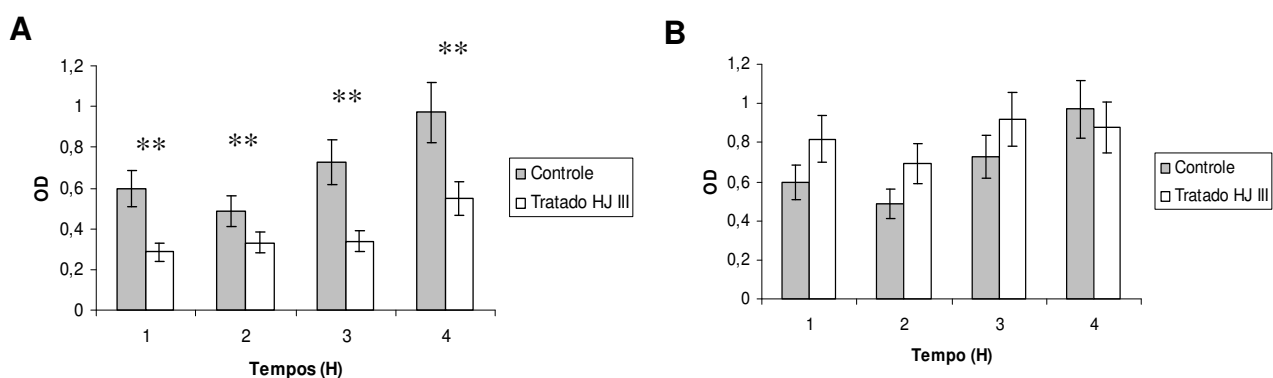 A
**
**
**
**
1,2
1
0,8
0,6
0,4
0,2
0
OD
1 2 3 4
Tempos (H)
Controle
Tratado HJ III
B
1,2
1
0,8
0,6
0,4
0,2
0
OD
1 2 3 4
Tempo (H)
Controle
Tratado HJ III